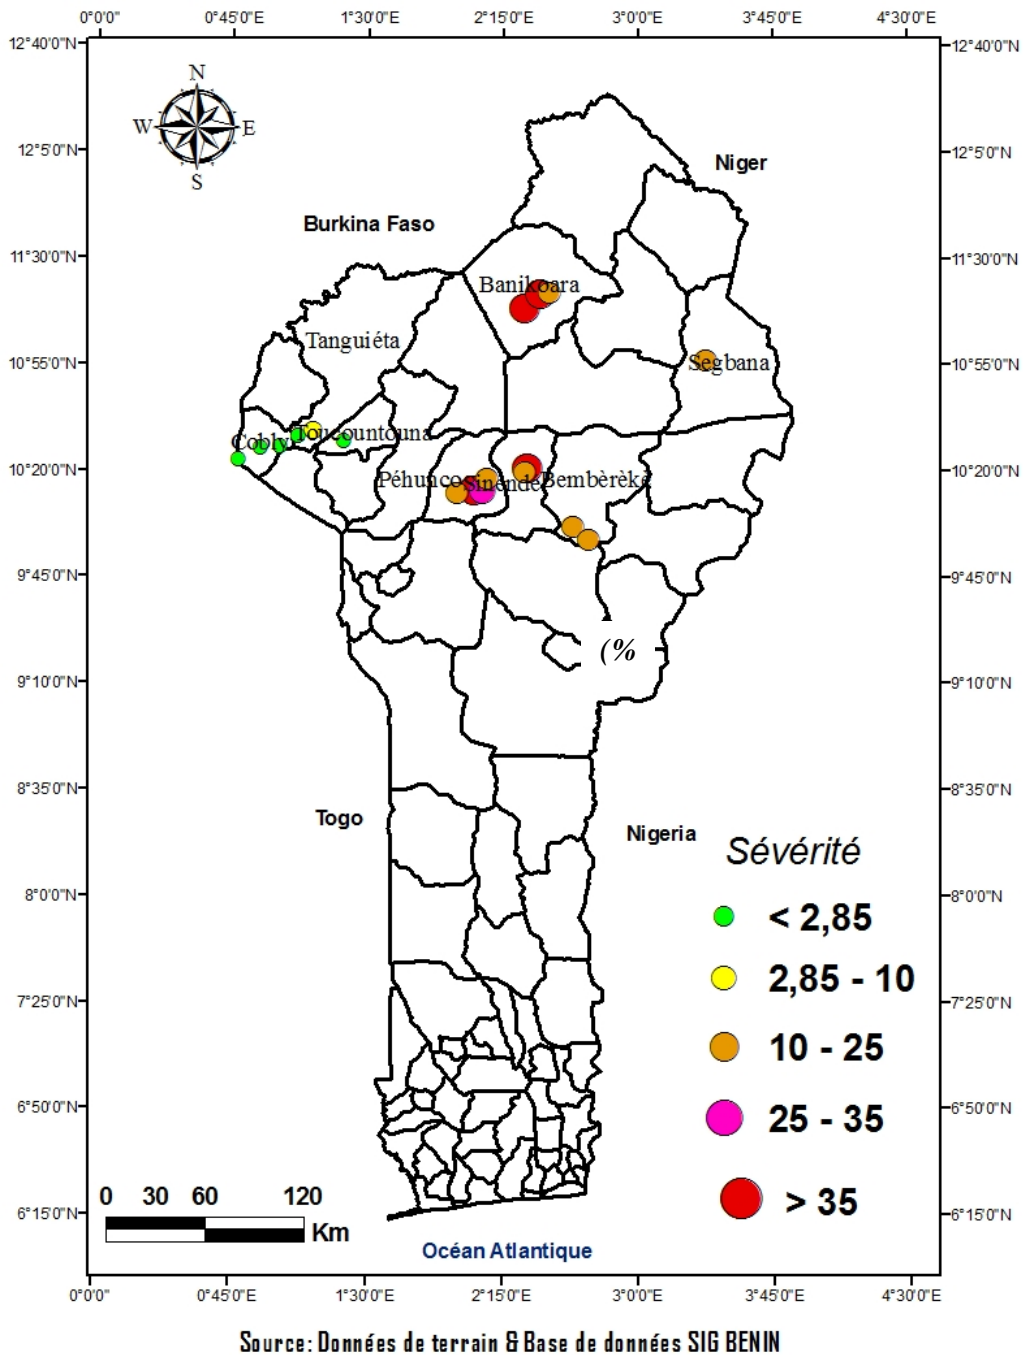 0°0'0" 0°45'0"E 1°30'0"E 2°15'0"E 3°0'0"E 3°45'0"E 4°30'0"E
12°40'0"N 12°40'0"N
N
W E
S
12°5'0"N 12°5'0"N
Niger
Burkina Faso
11°30'0"N 11°30'0"N
Banikoara
Tanguiéta
10°55'0"N Segbana 10°55'0"N
Cobly Toucountouna
10°20'0"N 10°20'0"N
Péhunco Sinendé Bembèrèkè
9°45'0"N 9°45'0"N
(%
9°10'0"N 9°10'0"N
8°35'0"N 8°35'0"N
Togo Nigeria
Sévérité
8°0'0"N 8°0'0"N
< 2,85
2,85 - 10
7°25'0"N 7°25'0"N
10 - 25
6°50'0"N 6°50'0"N
25 - 35
0 30 60 120
> 35
6°15'0"N 6°15'0"N
Km
Océan Atlantique
0°0'0" 0°45'0"E 1°30'0"E 2°15'0"E 3°0'0"E 3°45'0"E 4°30'0"E
Source: Données de terrain & Base de données SIG BENIN